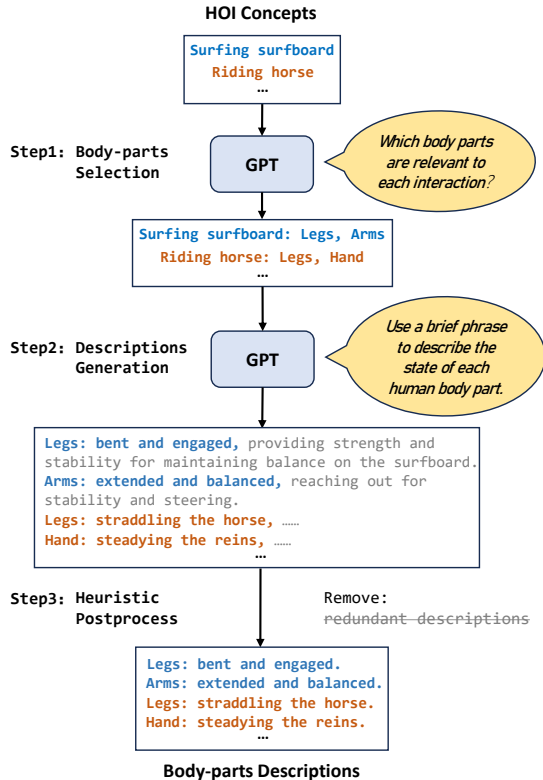 HOI Concepts
Surfing surfboard
Riding horse
…
Step1: Body-parts
Selection
GPT
Which body parts
are relevant to
each interaction?
Surfing surfboard: Legs, Arms
Riding horse: Legs, Hand
…
Step2: Descriptions
Generation
GPT
Use a brief phrase
to describe the
state of each
human body part.
Legs: bent and engaged, providing strength and
stability for maintaining balance on the surfboard.
Arms: extended and balanced, reaching out for
stability and steering.
Legs: straddling the horse, ……
Hand: steadying the reins, ……
…
Step3: Heuristic
Postprocess
Remove:
redundant descriptions
Legs: bent and engaged.
Arms: extended and balanced.
Legs: straddling the horse.
Hand: steadying the reins.
…
Body-parts Descriptions